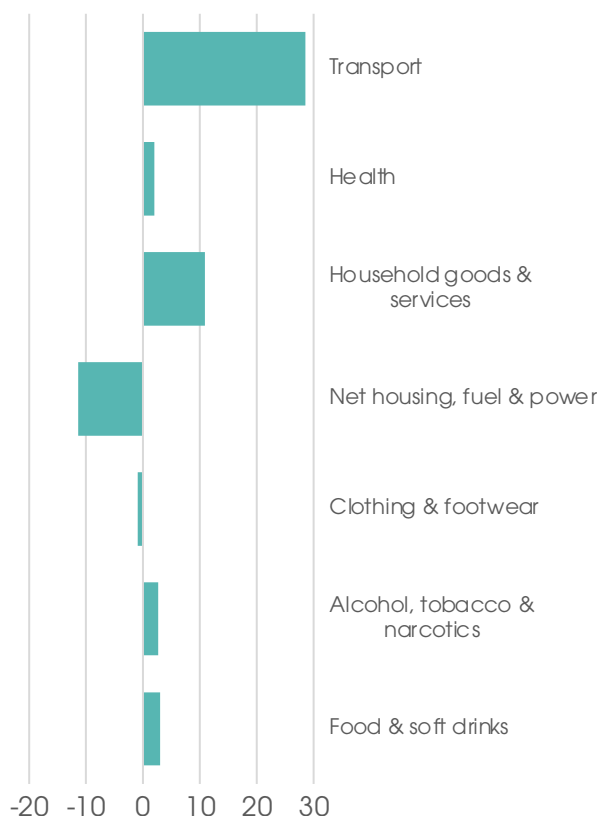 Transport
Health
Household goods &
services
Net housing, fuel & power
Clothing & footwear
Alcohol, tobacco &
narcotics
Food & soft drinks
-20 -10 0 10 20 30